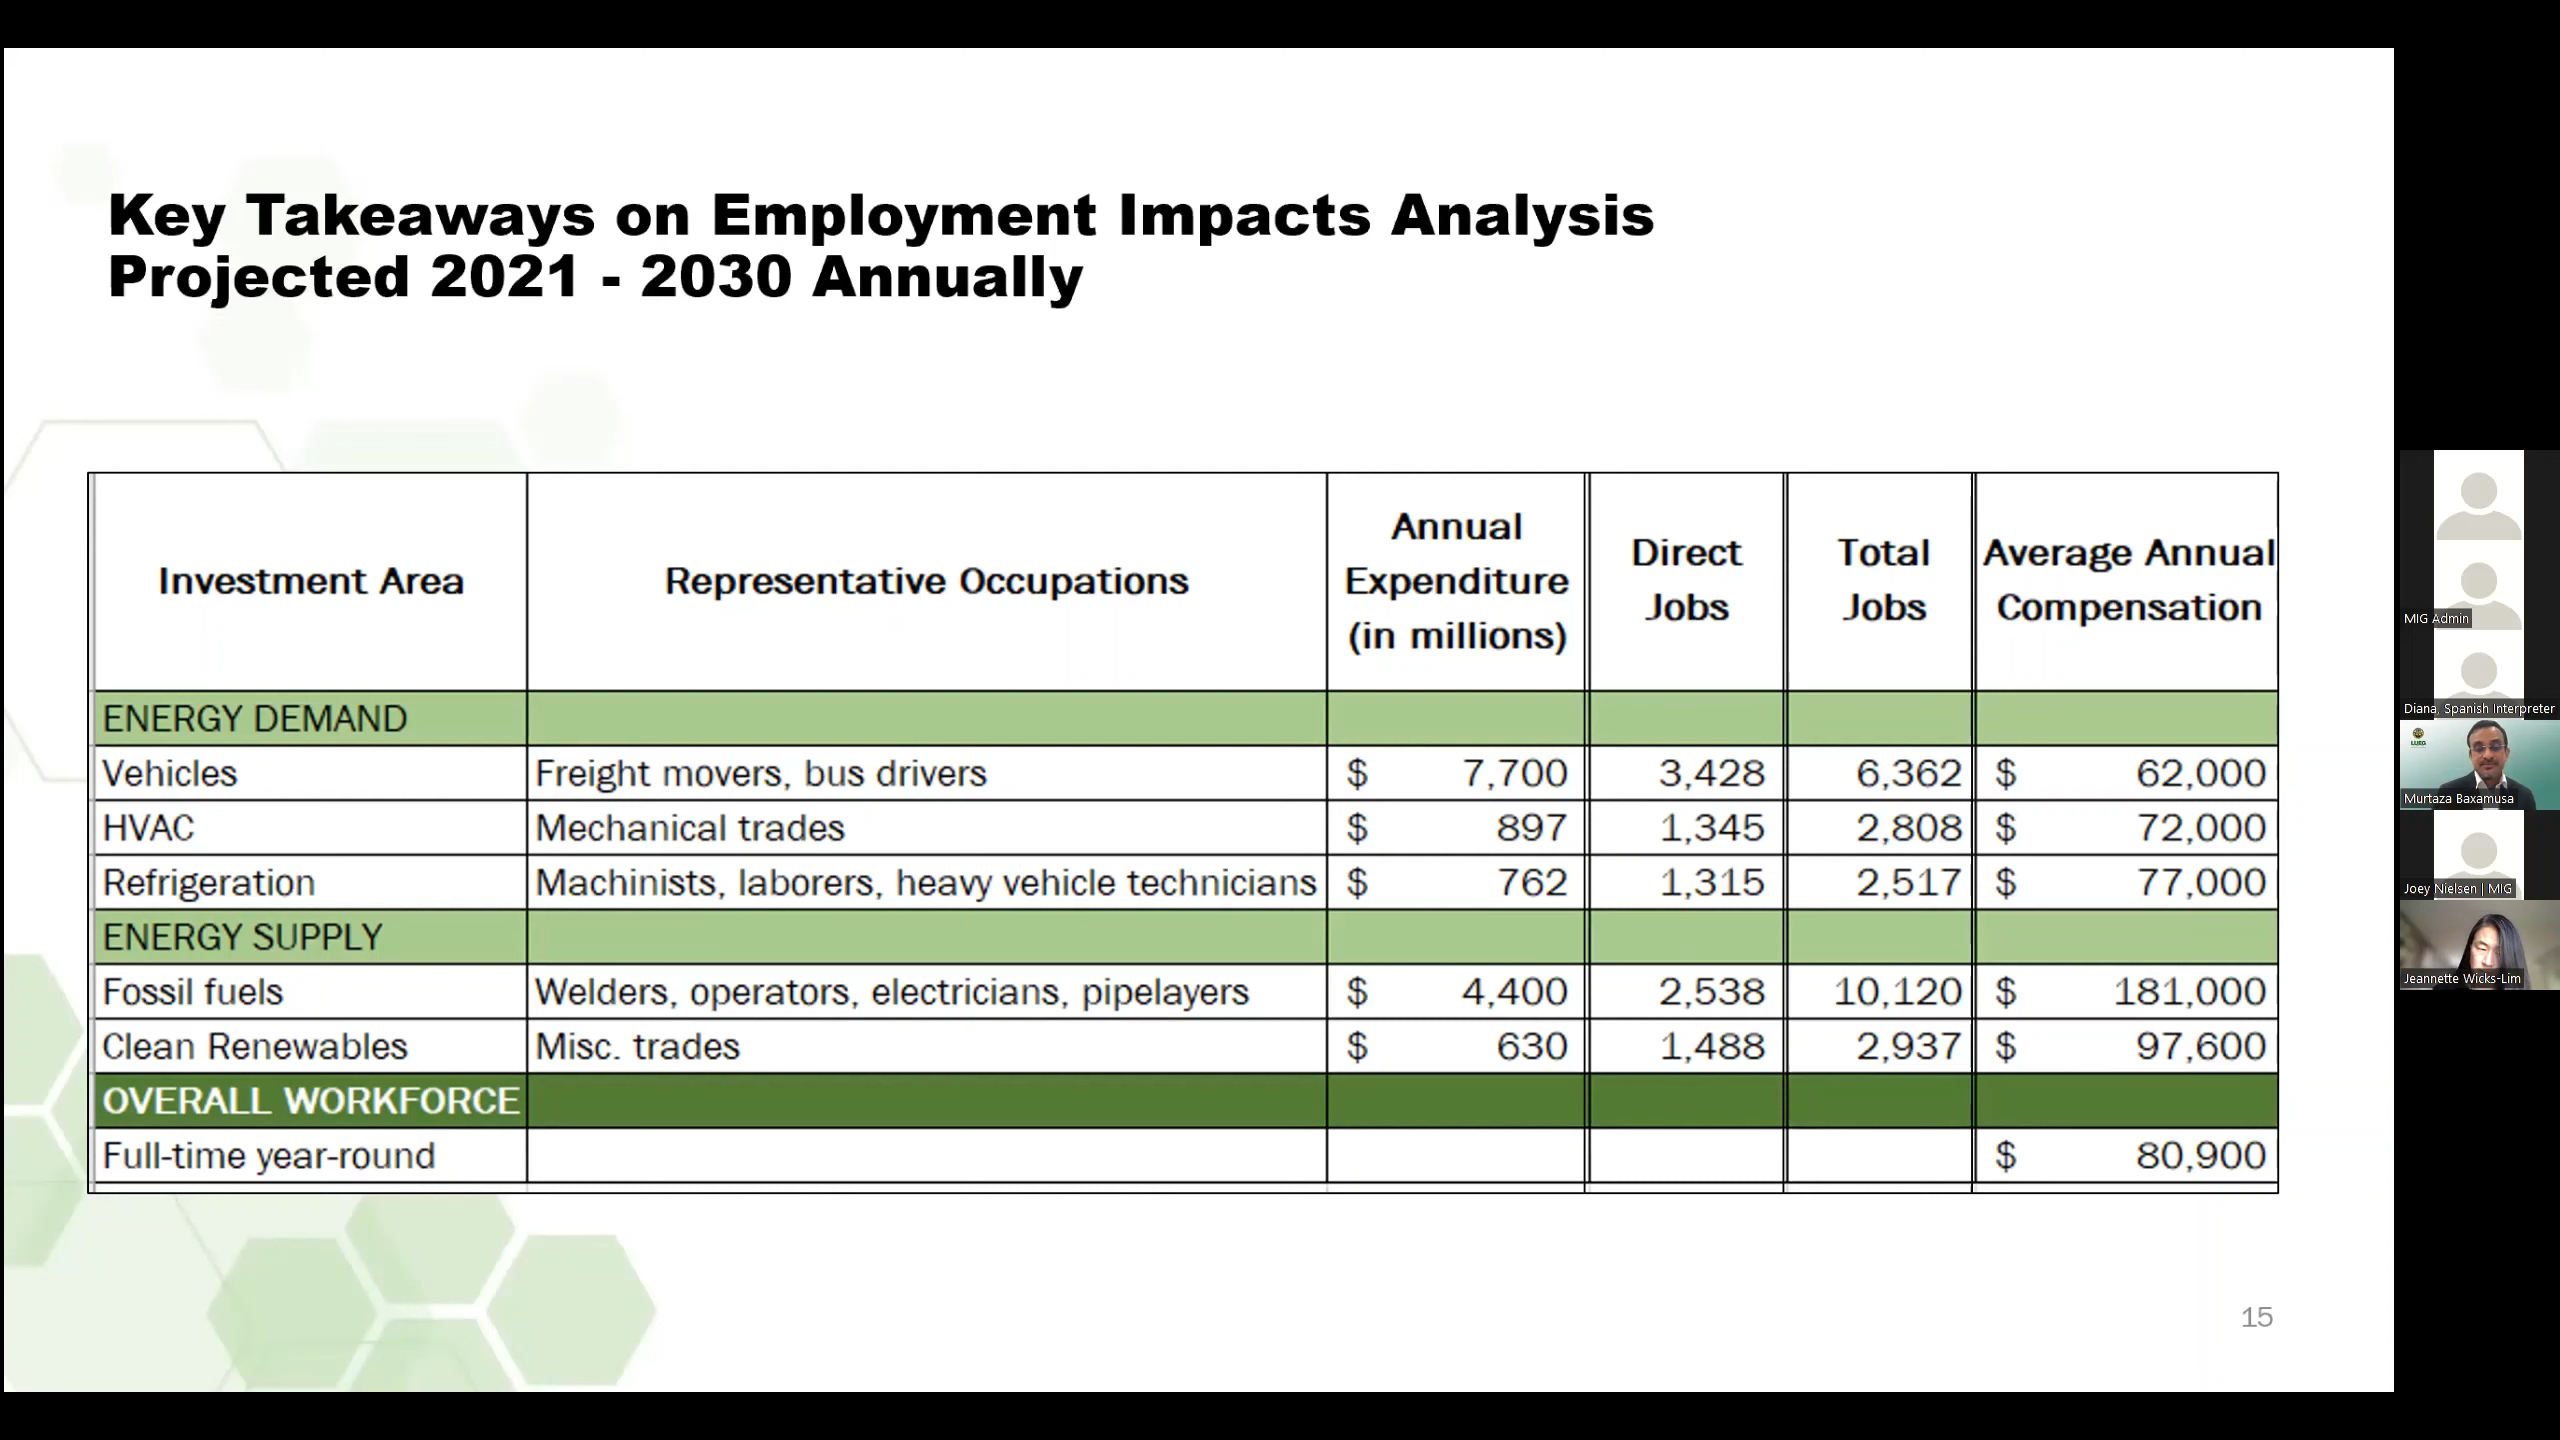 Key Takeaways on Employment Impacts Analysis
Projected 2021 - 2030 Annually
Investment Area
Representative Occupations
Annual
Expenditure
(in millions)
Direct
Jobs
Total
Jobs
Average Annual
Compensation
ENERGY DEMAND
Vehicles Freight movers, bus drivers $ 7,700 3,428 6,362 $ 62,000
HVAC Mechanical trades $ 897 1,345 2,808 $ 72,000
Refrigeration Machinists, laborers, heavy vehicle technicians $ 762 1,315 2,517 $ 77,000
ENERGY SUPPLY
Fossil fuels Welders, operators, electricians, pipelayers $ 4,400 2,538 10,120 $ 181,000
Clean Renewables Misc. trades $ 630 1,488 2,937 $ 97,600
OVERALL WORKFORCE
Full-time year-round $ 80,900
15
MIG Admin
Diana, Spanish Interpreter
LUEG
Murtaza Baxamusa
Joey Nielsen | MIG
Jeannette Wicks-Lim